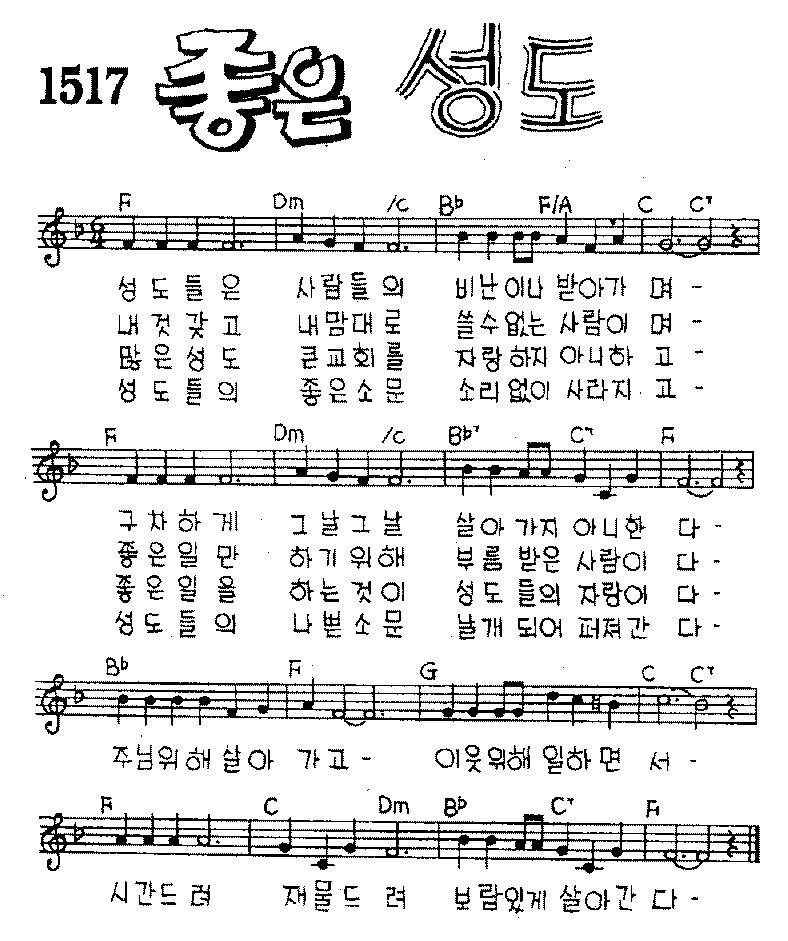 1517 좋은 성도
F Dm /C B♭ F/A C C7
성도들은 사람들의 비난이나 받아가 며 -
내것갖고 내맘대로 쓸수없는 사람이 며 -
많은성도 큰교회를 자랑하지 아니하 고 -
성도들의 좋은소문 소리없이 사라지 고 -
F Dm /C B♭7 C7 F
구차하게 그날그날 살아가지 아니한 다 -
좋은일만 하기위해 부름받은 사람이 다 -
좋은일을 하는것이 성도들의 자랑이 다 -
성도들의 나쁜소문 날개되어 퍼져간 다 -
B♭ F G C C7
주님위해살아 가고 - 이웃위해 일하면 서 -
F C Dm B♭ C7 F
시간드려 재물드려 보람있게 살아간 다 -